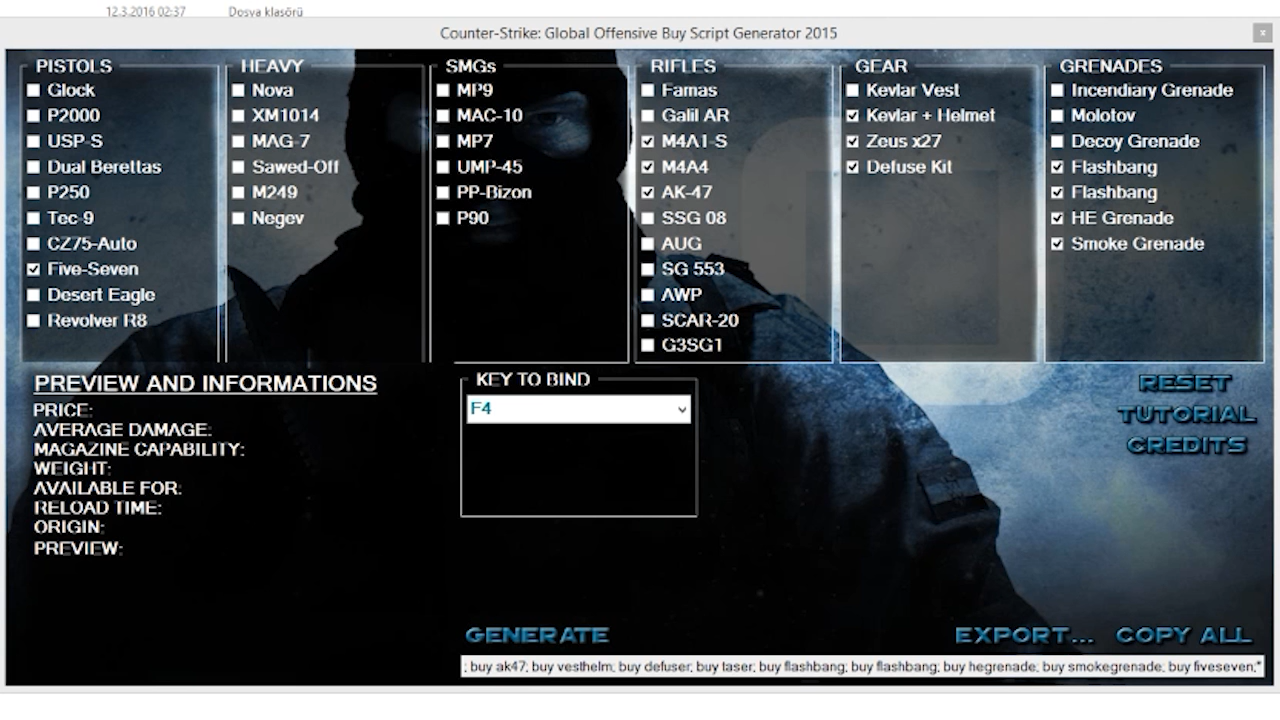 12.3.2016 02:37 Dosya klasörü
Counter-Strike: Global Offensive Buy Script Generator 2015
x
PISTOLS
Glock
P2000
USP-S
Dual Berettas
P250
Tec-9
CZ75-Auto
Five-Seven
Desert Eagle
Revolver R8
HEAVY
Nova
XM1014
MAG-7
Sawed-Off
M249
Negev
SMGs
MP9
MAC-10
MP7
UMP-45
PP-Bizon
P90
RIFLES
Famas
Galil AR
M4A1-S
M4A4
AK-47
SSG 08
AUG
SG 553
AWP
SCAR-20
G3SG1
GEAR
Kevlar Vest
Kevlar + Helmet
Zeus x27
Defuse Kit
GRENADES
Incendiary Grenade
Molotov
Decoy Grenade
Flashbang
Flashbang
HE Grenade
Smoke Grenade
PREVIEW AND INFORMATIONS
PRICE:
AVERAGE DAMAGE:
MAGAZINE CAPABILITY:
WEIGHT:
AVAILABLE FOR:
RELOAD TIME:
ORIGIN:
PREVIEW:
KEY TO BIND
F4
RESET
TUTORIAL
CREDITS
GENERATE
EXPORT... COPY ALL
; buy ak47; buy vesthelm; buy defuser; buy taser; buy flashbang; buy flashbang; buy hegrenade; buy smokegrenade; buy fiveseven;"